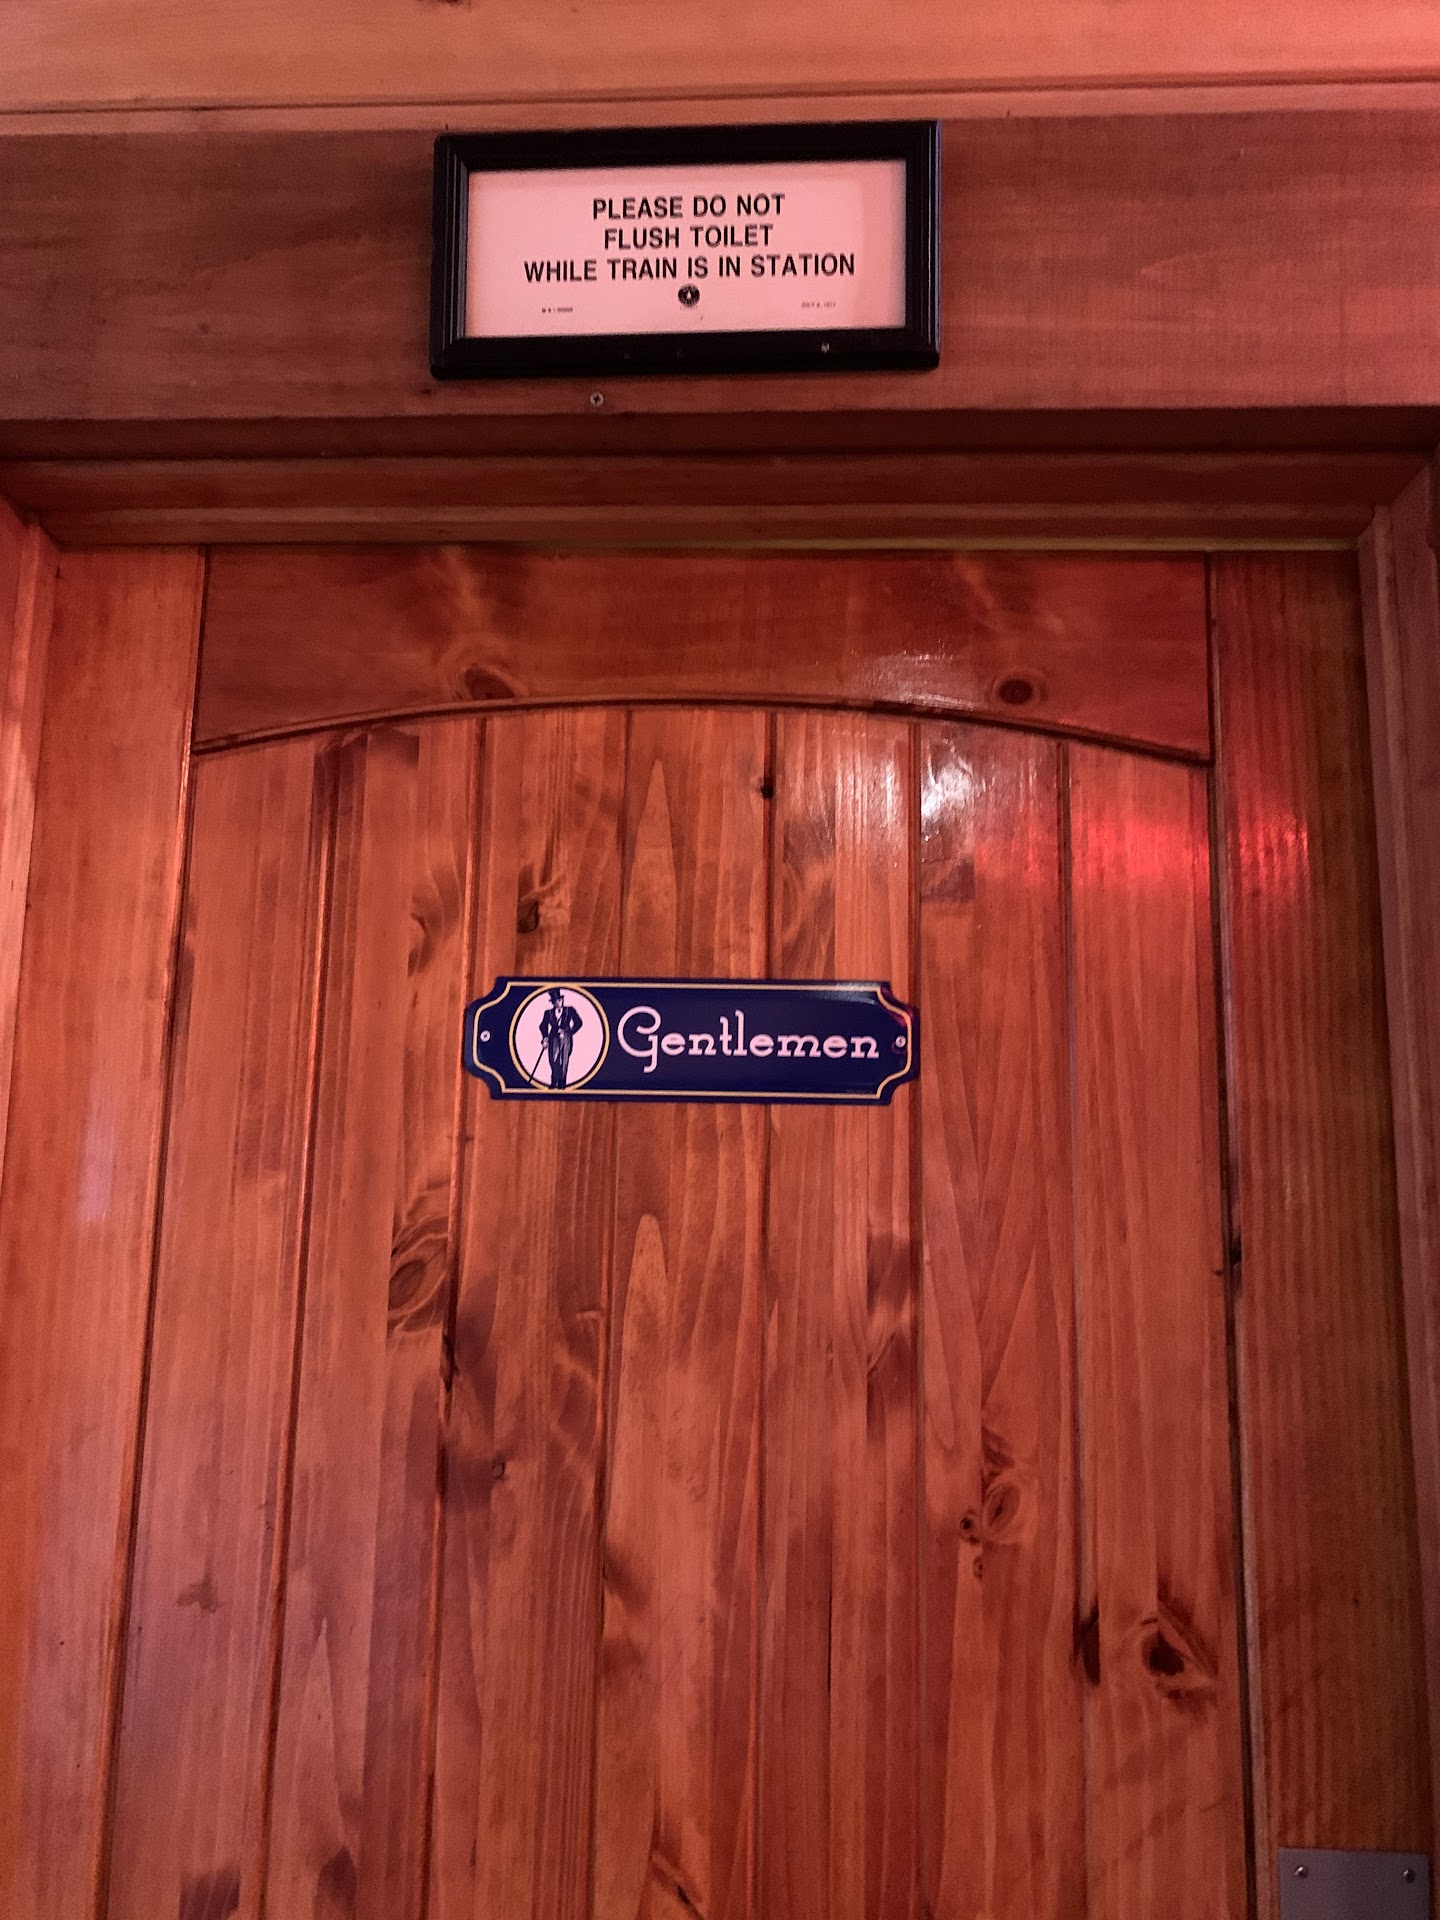 PLEASE DO NOT
FLUSH TOILET
WHILE TRAIN IS IN STATION
Gentlemen